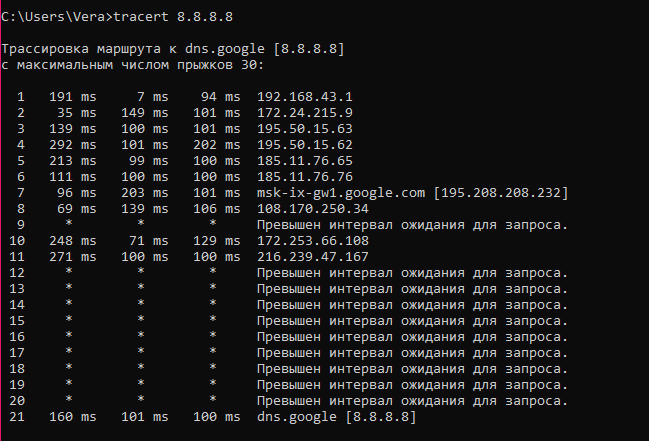 C:\Users\Vera>tracert 8.8.8.8
Трассировка маршрута к dns.google [8.8.8.8]
с максимальным числом прыжков 30:
1 191 ms 7 ms 94 ms 192.168.43.1
2 35 ms 149 ms 101 ms 172.24.215.9
3 139 ms 100 ms 101 ms 195.50.15.63
4 292 ms 101 ms 202 ms 195.50.15.62
5 213 ms 99 ms 100 ms 185.11.76.65
6 111 ms 100 ms 100 ms 185.11.76.76
7 96 ms 203 ms 101 ms msk-ix-gw1.google.com [195.208.208.232]
8 69 ms 139 ms 106 ms 108.170.250.34
9 * * * Превышен интервал ожидания для запроса.
10 248 ms 71 ms 129 ms 172.253.66.108
11 271 ms 100 ms 100 ms 216.239.47.167
12 * * * Превышен интервал ожидания для запроса.
13 * * * Превышен интервал ожидания для запроса.
14 * * * Превышен интервал ожидания для запроса.
15 * * * Превышен интервал ожидания для запроса.
16 * * * Превышен интервал ожидания для запроса.
17 * * * Превышен интервал ожидания для запроса.
18 * * * Превышен интервал ожидания для запроса.
19 * * * Превышен интервал ожидания для запроса.
20 * * * Превышен интервал ожидания для запроса.
21 160 ms 101 ms 100 ms dns.google [8.8.8.8]